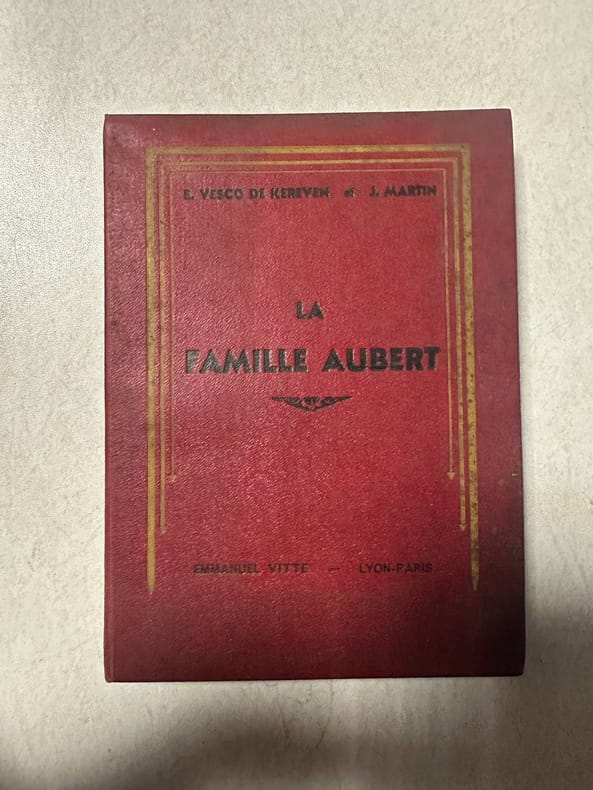 E. VESCO DE KEREVEN. et J. MARTIN
LA
FAMILLE AUBERT
EMMANUEL VITTE — LYON-PARIS